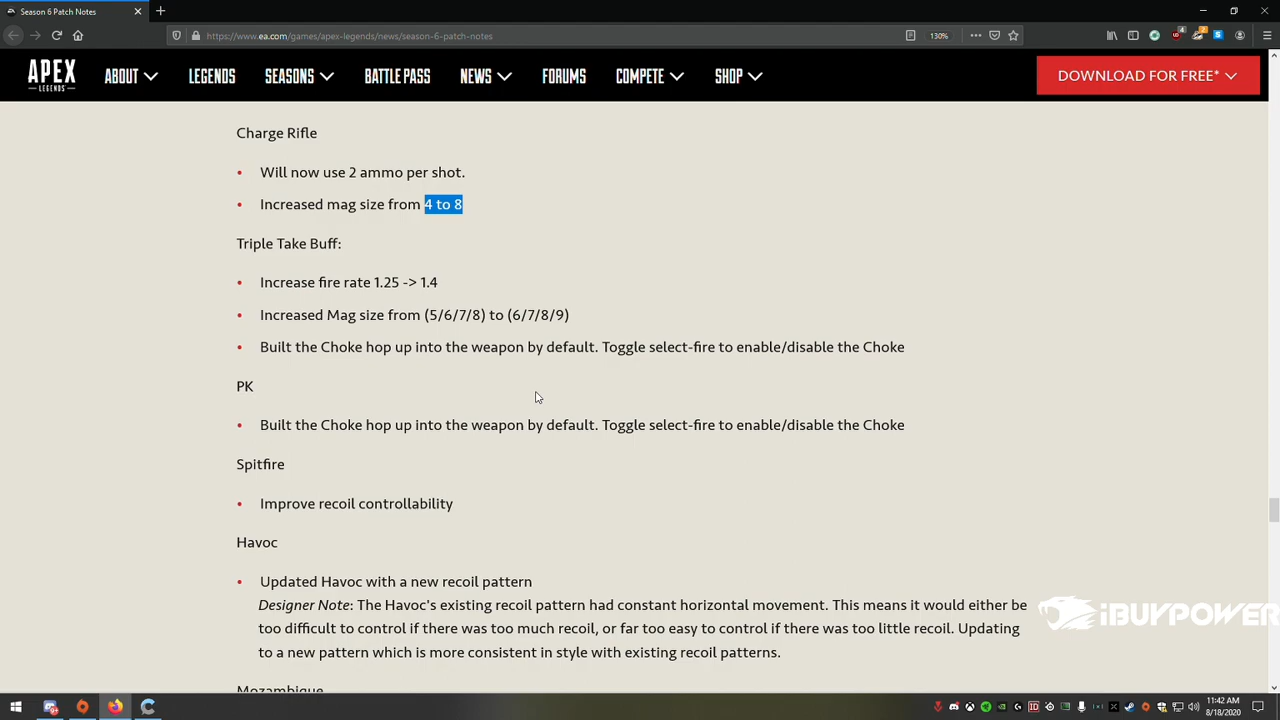 Season 6 Patch Notes
https://www.ea.com/games/apex-legends/news/season-6-patch-notes
130%
APEX
LEGENDS
ABOUT
LEGENDS
SEASONS
BATTLE PASS
NEWS
FORUMS
COMPETE
SHOP
DOWNLOAD FOR FREE*
Charge Rifle
• Will now use 2 ammo per shot.
• Increased mag size from 4 to 8
Triple Take Buff:
• Increase fire rate 1.25 -> 1.4
• Increased Mag size from (5/6/7/8) to (6/7/8/9)
• Built the Choke hop up into the weapon by default. Toggle select-fire to enable/disable the Choke
PK
• Built the Choke hop up into the weapon by default. Toggle select-fire to enable/disable the Choke
Spitfire
• Improve recoil controllability
Havoc
• Updated Havoc with a new recoil pattern
Designer Note: The Havoc's existing recoil pattern had constant horizontal movement. This means it would either be
too difficult to control if there was too much recoil, or far too easy to control if there was too little recoil. Updating
to a new pattern which is more consistent in style with existing recoil patterns.
iBUYPOWER
Mozambique
11:42 AM
8/18/2020